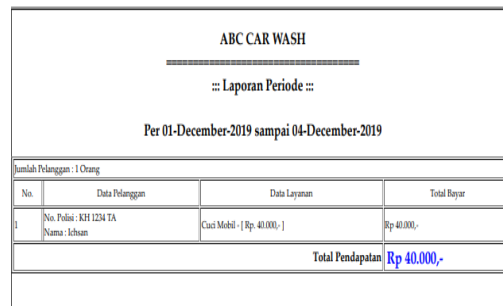 ABC CAR WASH
======================================
::: Laporan Periode :::
Per 01-December-2019 sampai 04-December-2019
Jumlah Pelanggan : 1 Orang
No. Data Pelanggan Data Layanan Total Bayar
1 No. Polisi : KH 1234 TA Cuci Mobil - [ Rp. 40.000,- ] Rp 40.000,-
Nama : Ichsan
Total Pendapatan Rp 40.000,-